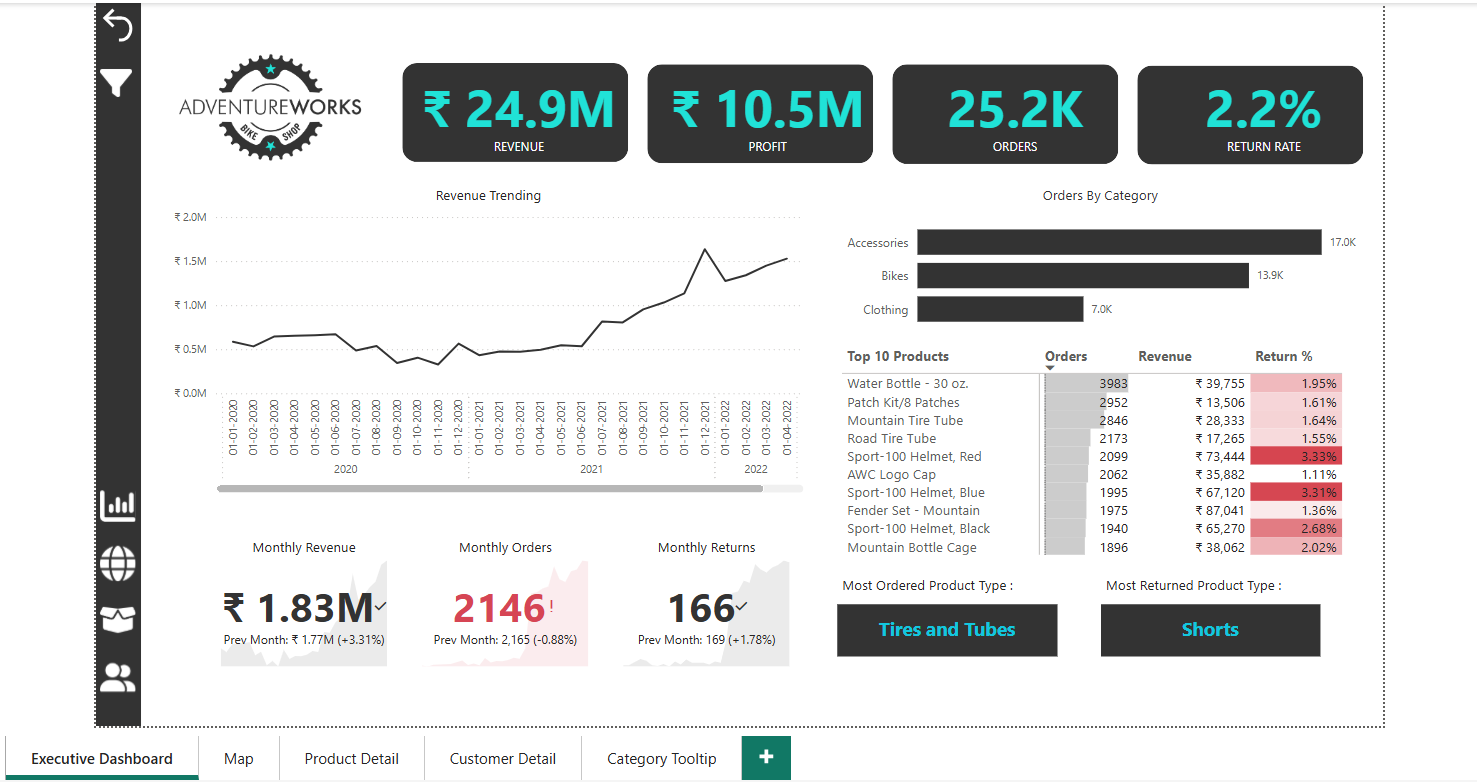 ADVENTUREWORKS
BIKE SHOP
₹ 24.9M
REVENUE
₹ 10.5M
PROFIT
25.2K
ORDERS
2.2%
RETURN RATE
Revenue Trending
₹ 2.0M
₹ 1.5M
₹ 1.0M
₹ 0.5M
₹ 0.0M
01-01-2020
01-02-2020
01-03-2020
01-04-2020
01-05-2020
01-06-2020
01-07-2020
01-08-2020
01-09-2020
01-10-2020
01-11-2020
01-12-2020
01-01-2021
01-02-2021
01-03-2021
01-04-2021
01-05-2021
01-06-2021
01-07-2021
01-08-2021
01-09-2021
01-10-2021
01-11-2021
01-12-2021
01-01-2022
01-02-2022
01-03-2022
01-04-2022
2020 2021 2022
Orders By Category
Accessories 17.0K
Bikes 13.9K
Clothing 7.0K
Top 10 Products Orders Revenue Return %
Water Bottle - 30 oz. 3983 ₹ 39,755 1.95%
Patch Kit/8 Patches 2952 ₹ 13,506 1.61%
Mountain Tire Tube 2846 ₹ 28,333 1.64%
Road Tire Tube 2173 ₹ 17,265 1.55%
Sport-100 Helmet, Red 2099 ₹ 73,444 3.33%
AWC Logo Cap 2062 ₹ 35,882 1.11%
Sport-100 Helmet, Blue 1995 ₹ 67,120 3.31%
Fender Set - Mountain 1975 ₹ 87,041 1.36%
Sport-100 Helmet, Black 1940 ₹ 65,270 2.68%
Mountain Bottle Cage 1896 ₹ 38,062 2.02%
Monthly Revenue
₹ 1.83M
Prev Month: ₹ 1.77M (+3.31%)
Monthly Orders
2146!
Prev Month: 2,165 (-0.88%)
Monthly Returns
166
Prev Month: 169 (+1.78%)
Most Ordered Product Type :
Tires and Tubes
Most Returned Product Type :
Shorts
Executive Dashboard Map Product Detail Customer Detail Category Tooltip +